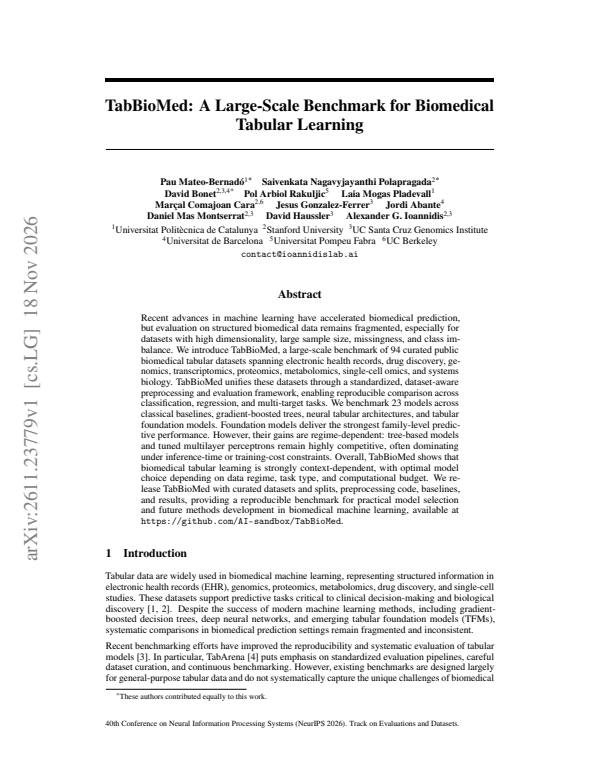 arXiv:2611.23779v1 [cs.LG] 18 Nov 2026
TabBioMed: A Large-Scale Benchmark for Biomedical
Tabular Learning
Pau Mateo-Bernadó1* Saivenkata Nagavyjayanthi Polapragada2*
David Bonet2,3,4* Pol Arbiol Rakuljic5 Laia Mogas Pladevall1
Marçal Comajoan Cara2,6 Jesus Gonzalez-Ferrer3 Jordi Abante4
Daniel Mas Montserrat2,3 David Haussler3 Alexander G. Ioannidis2,3
1Universitat Politècnica de Catalunya 2Stanford University 3UC Santa Cruz Genomics Institute
4Universitat de Barcelona 5Universitat Pompeu Fabra 6UC Berkeley
contact@ioannidislab.ai
Abstract
Recent advances in machine learning have accelerated biomedical prediction,
but evaluation on structured biomedical data remains fragmented, especially for
datasets with high dimensionality, large sample size, missingness, and class im-
balance. We introduce TabBioMed, a large-scale benchmark of 94 curated public
biomedical tabular datasets spanning electronic health records, drug discovery, ge-
nomics, transcriptomics, proteomics, metabolomics, single-cell omics, and systems
biology. TabBioMed unifies these datasets through a standardized, dataset-aware
preprocessing and evaluation framework, enabling reproducible comparison across
classification, regression, and multi-target tasks. We benchmark 23 models across
classical baselines, gradient-boosted trees, neural tabular architectures, and tabular
foundation models. Foundation models deliver the strongest family-level predic-
tive performance. However, their gains are regime-dependent: tree-based models
and tuned multilayer perceptrons remain highly competitive, often dominating
under inference-time or training-cost constraints. Overall, TabBioMed shows that
biomedical tabular learning is strongly context-dependent, with optimal model
choice depending on data regime, task type, and computational budget. We re-
lease TabBioMed with curated datasets and splits, preprocessing code, baselines,
and results, providing a reproducible benchmark for practical model selection
and future methods development in biomedical machine learning, available at
https://github.com/AI-sandbox/TabBioMed.
1 Introduction
Tabular data are widely used in biomedical machine learning, representing structured information in
electronic health records (EHR), genomics, proteomics, metabolomics, drug discovery, and single-cell
studies. These datasets support predictive tasks critical to clinical decision-making and biological
discovery [1, 2]. Despite the success of modern machine learning methods, including gradient-
boosted decision trees, deep neural networks, and emerging tabular foundation models (TFMs),
systematic comparisons in biomedical prediction settings remain fragmented and inconsistent.
Recent benchmarking efforts have improved the reproducibility and systematic evaluation of tabular
models [3]. In particular, TabArena [4] puts emphasis on standardized evaluation pipelines, careful
dataset curation, and continuous benchmarking. However, existing benchmarks are designed largely
for general-purpose tabular data and do not systematically capture the unique challenges of biomedical
*These authors contributed equally to this work.
40th Conference on Neural Information Processing Systems (NeurIPS 2026). Track on Evaluations and Datasets.